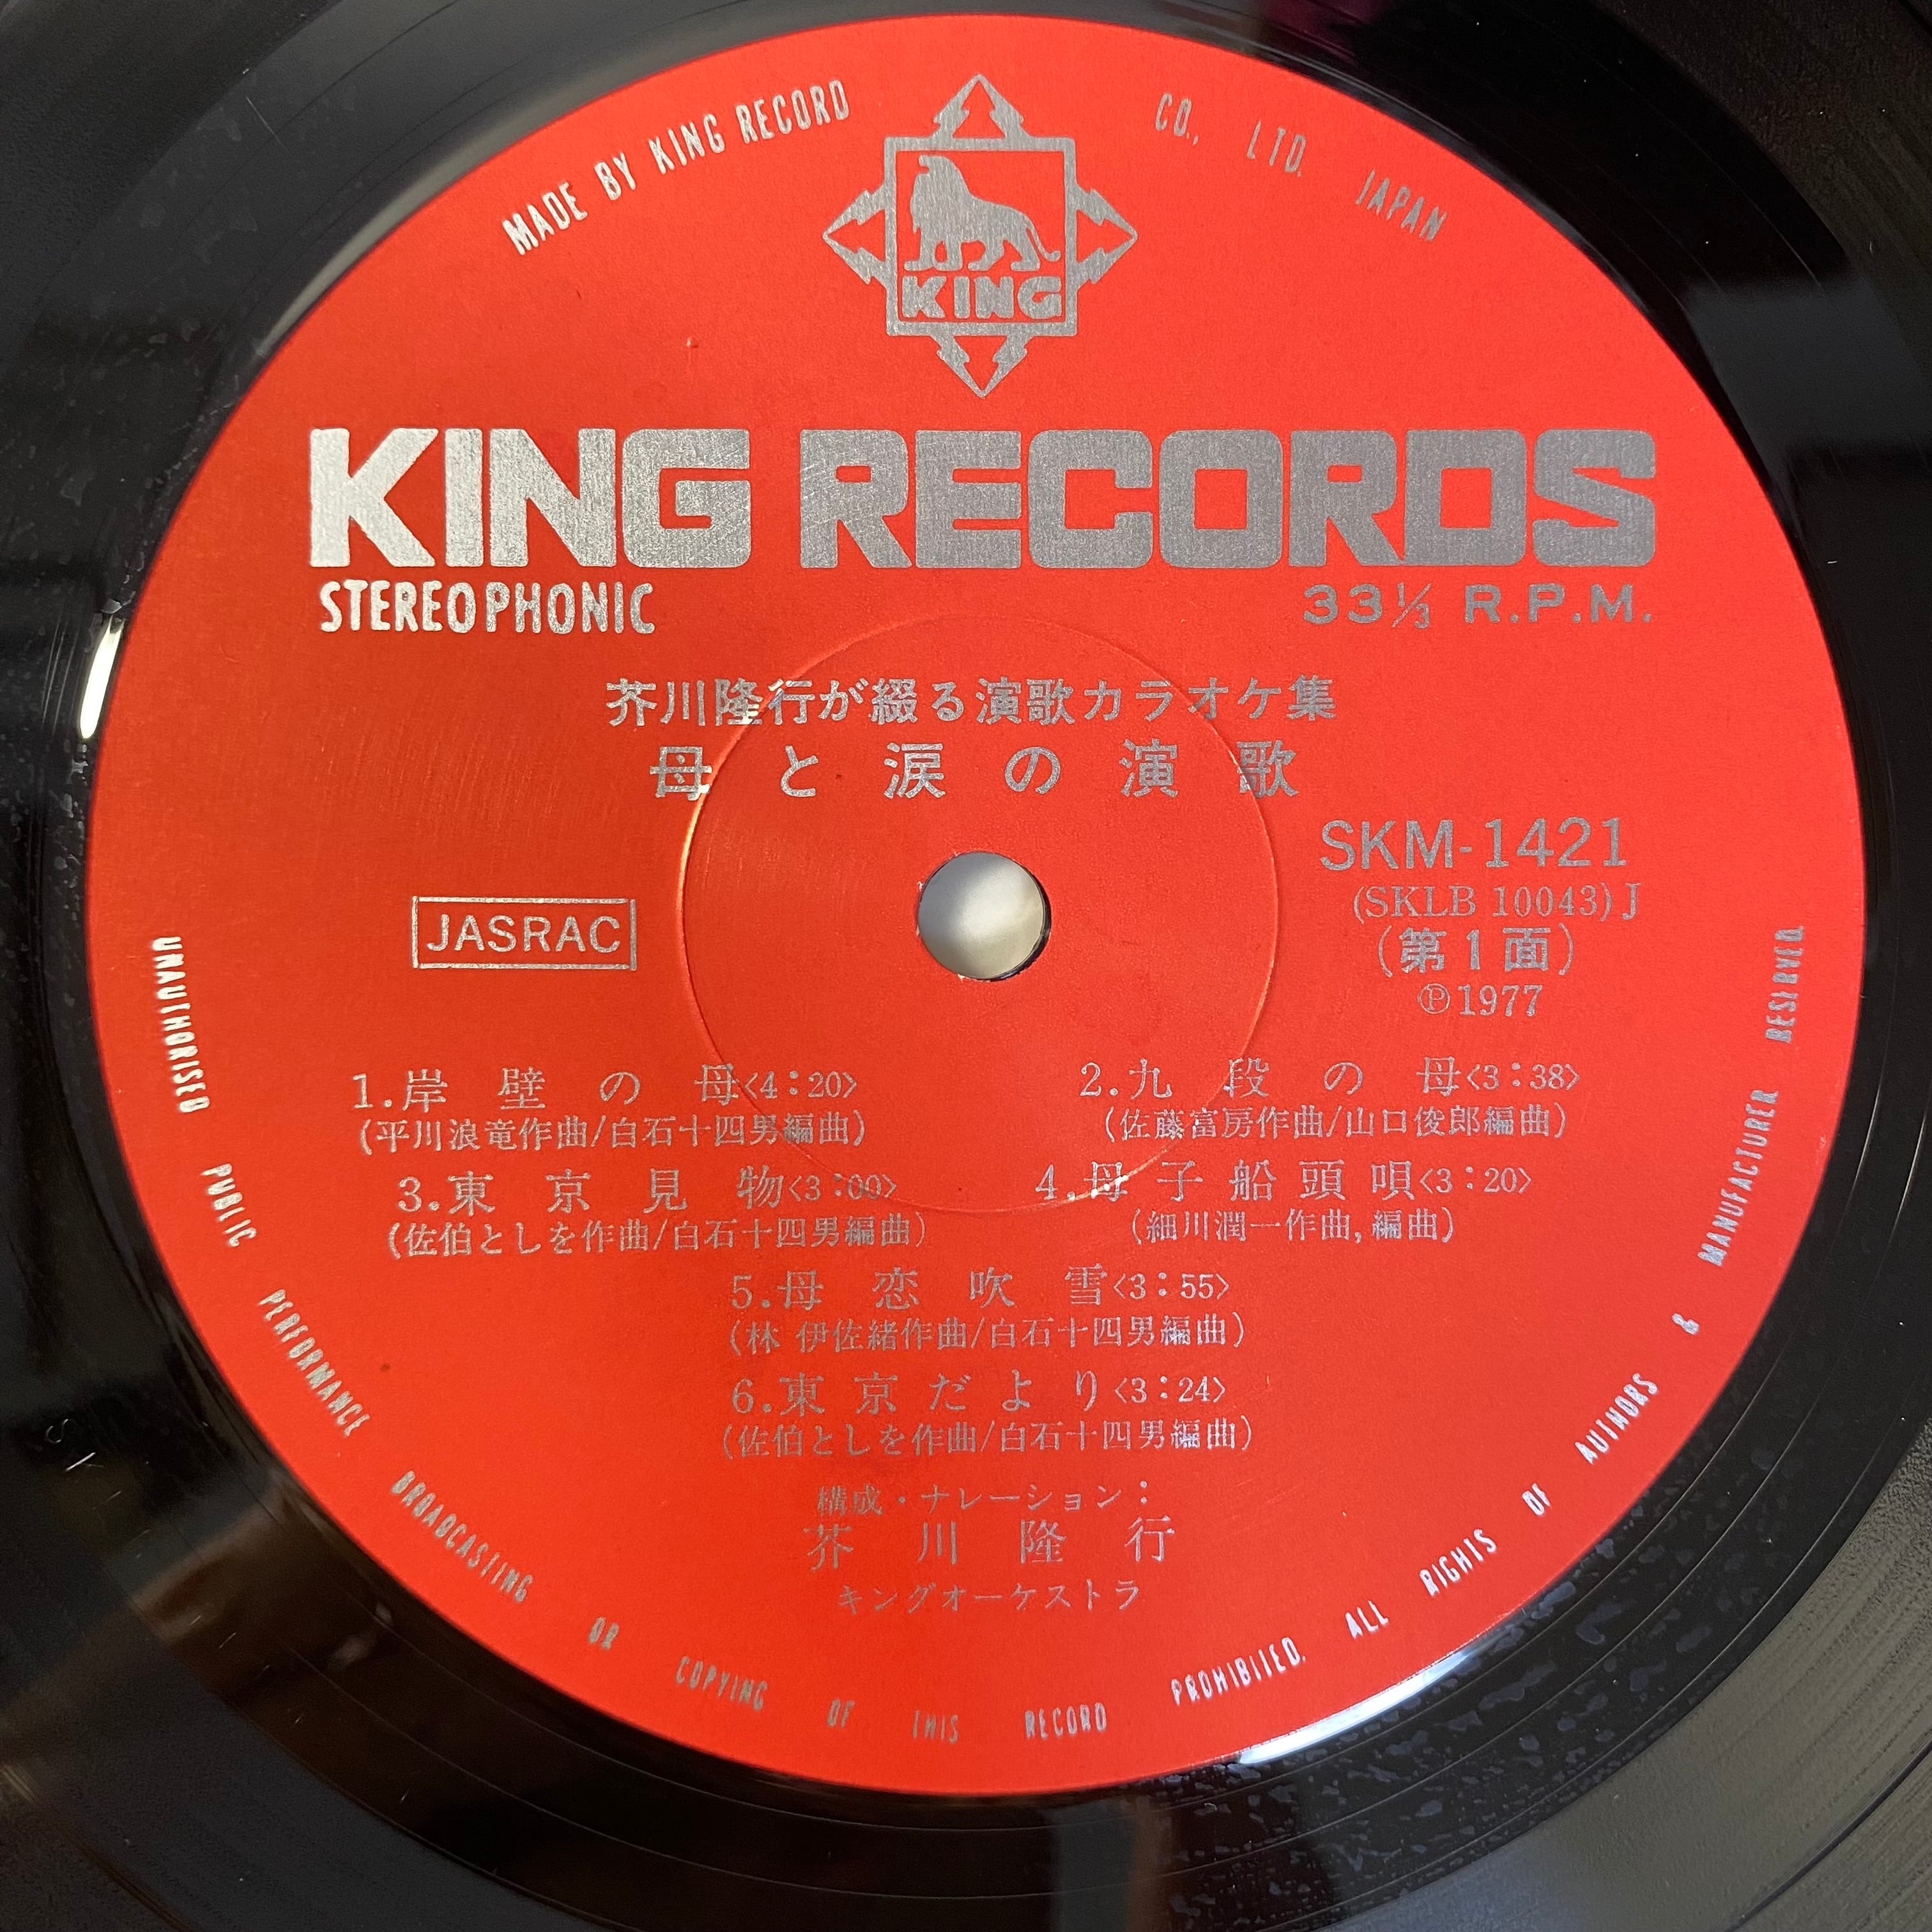 MADE BY KING RECORD CO., LTD. JAPAN
KING
KING RECORDS
STEREOPHONIC
33⅓ R.P.M.
芥川隆行が綴る演歌カラオケ集
母と涙の演歌
SKM-1421
(SKLB 10043) J
(第1面)
℗1977
JASRAC
1.岸壁の母<4:20>
(平川浪竜作曲/白石十四男編曲)
2.九段の母<3:38>
(佐藤富房作曲/山口俊郎編曲)
3.東京見物<3:09>
(佐伯としを作曲/白石十四男編曲)
4.母子船頭唄<3:20>
(細川潤一作曲,編曲)
5.母恋吹雪<3:55>
(林 伊佐緒作曲/白石十四男編曲)
6.東京だより<3:24>
(佐伯としを作曲/白石十四男編曲)
構成・ナレーション:
芥川隆行
キングオーケストラ
UNAUTHORISED PUBLIC PERFORMANCE BROADCASTING OR COPYING OF THIS RECORD PROHIBITED. ALL RIGHTS OF AUTHORS & MANUFACTURER RESERVED